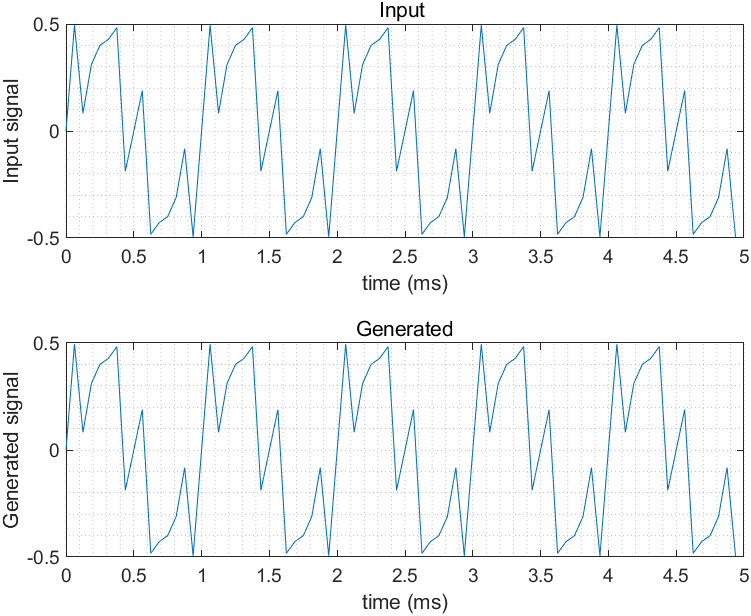 Input
Input signal
0.5
0
-0.5
0 0.5 1 1.5 2 2.5 3 3.5 4 4.5 5
time (ms)
Generated
Generated signal
0.5
0
-0.5
0 0.5 1 1.5 2 2.5 3 3.5 4 4.5 5
time (ms)